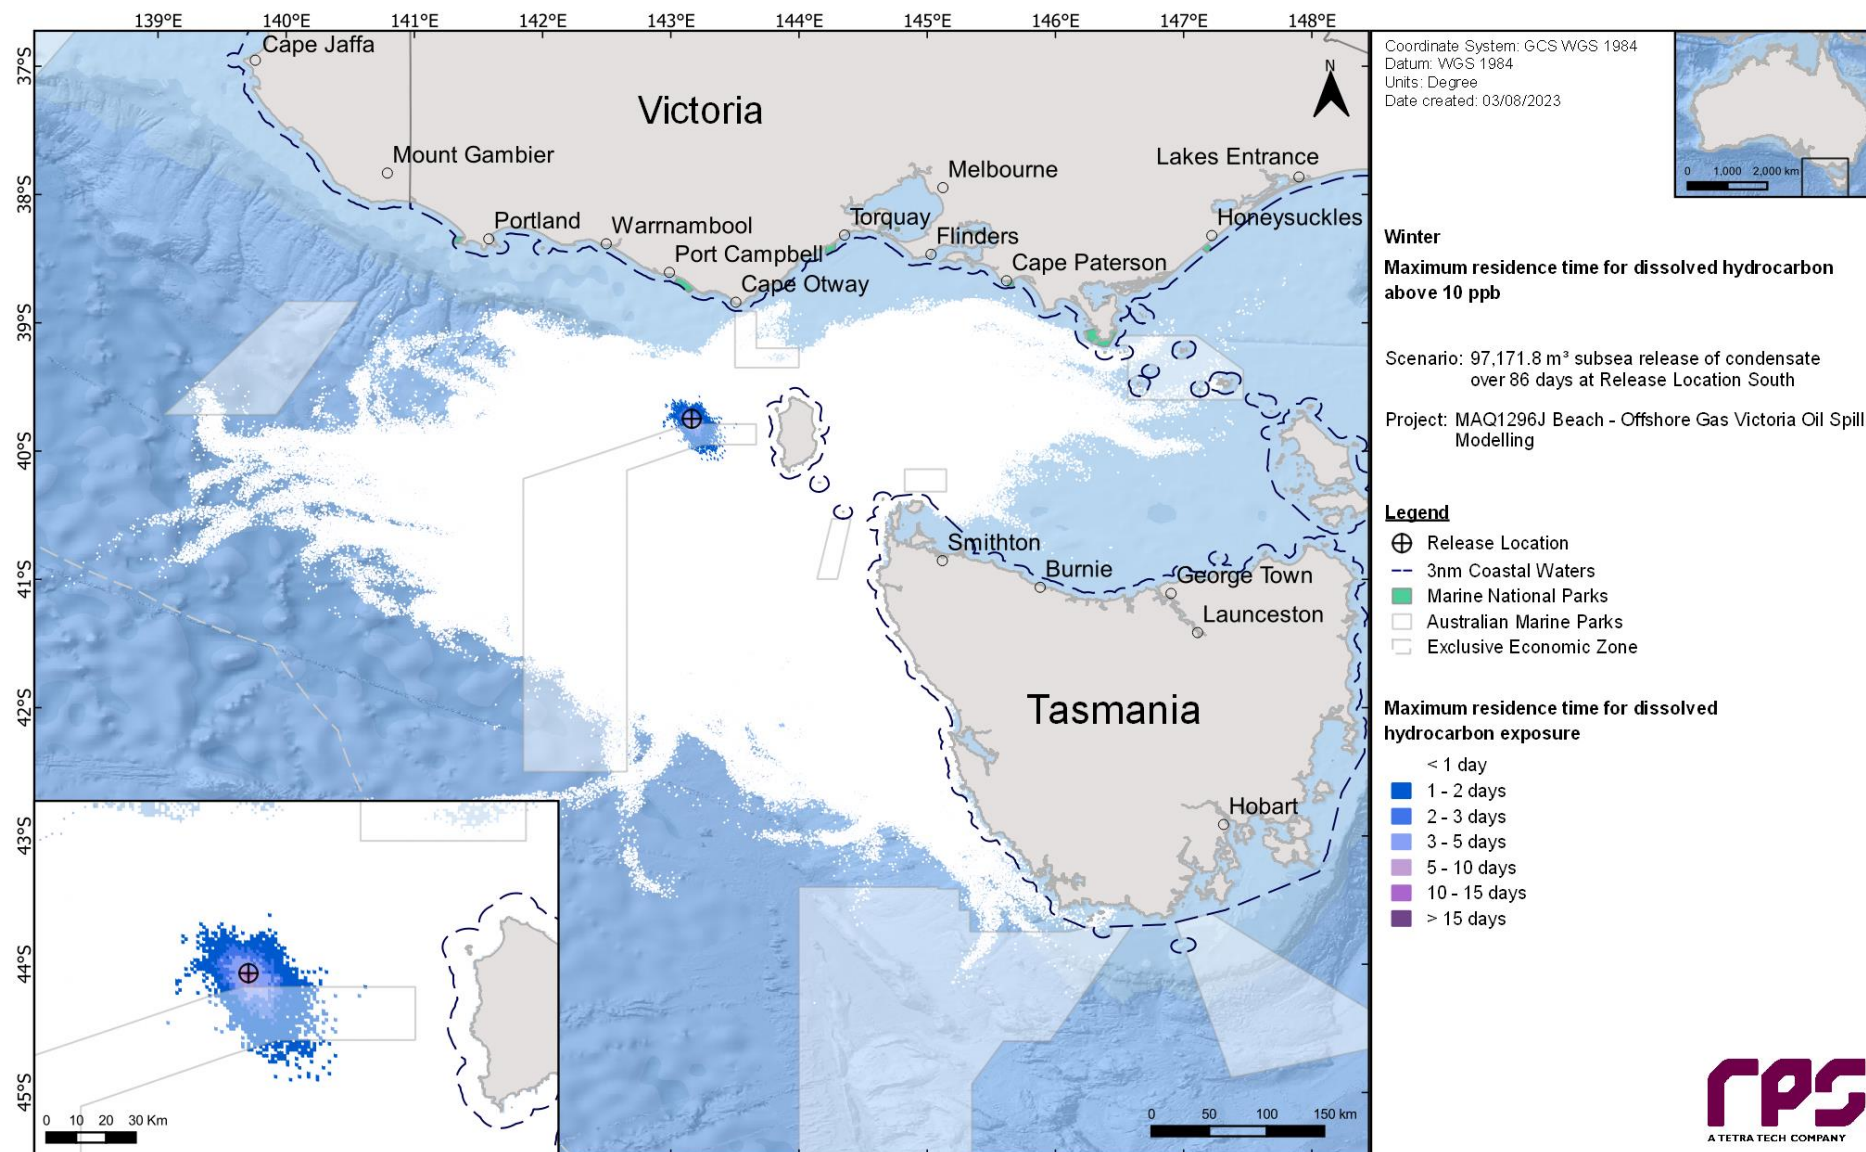 139°E 140°E 141°E 142°E 143°E 144°E 145°E 146°E 147°E 148°E
37°S
38°S
39°S
40°S
41°S
42°S
43°S
44°S
45°S
Cape Jaffa
Victoria
N
Mount Gambier
Melbourne
Lakes Entrance
Portland
Warrnambool
Torquay
Honeysuckles
Port Campbell
Flinders
Cape Otway
Cape Paterson
Smithton
Burnie
George Town
Launceston
Tasmania
Hobart
0 10 20 30 Km
0 50 100 150 km
Coordinate System: GCS WGS 1984
Datum: WGS 1984
Units: Degree
Date created: 03/08/2023
0 1,000 2,000 km
Winter
Maximum residence time for dissolved hydrocarbon
above 10 ppb
Scenario: 97,171.8 m³ subsea release of condensate
over 86 days at Release Location South
Project: MAQ1296J Beach - Offshore Gas Victoria Oil Spill
Modelling
Legend
Release Location
3nm Coastal Waters
Marine National Parks
Australian Marine Parks
Exclusive Economic Zone
Maximum residence time for dissolved
hydrocarbon exposure
< 1 day
1 - 2 days
2 - 3 days
3 - 5 days
5 - 10 days
10 - 15 days
> 15 days
rps
A TETRA TECH COMPANY